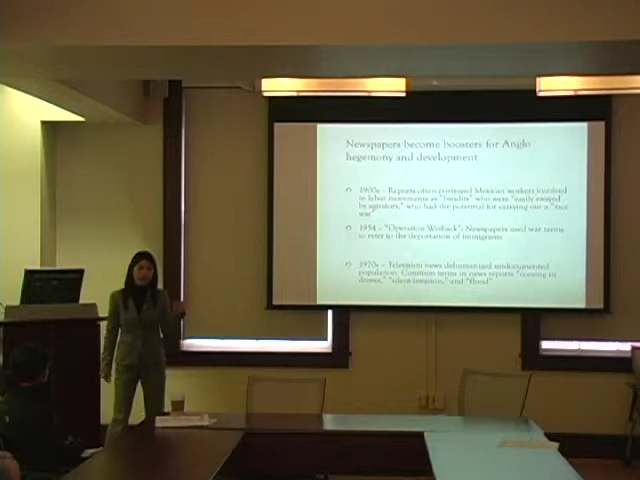 Newspapers become boosters for Anglo
hegemony and development
1900s – Reports often portrayed Mexican workers involved
in labor movements as "bandits" who were "easily swayed
by agitators," who had the potential for carrying out a "race
war"
1954 – "Operation Wetback": Newspapers used war terms
to refer to the deportation of immigrants
1970s – Television news dehumanized undocumented
population: Common terms in news reports "coming in
droves," "silent invasion," and "flood"